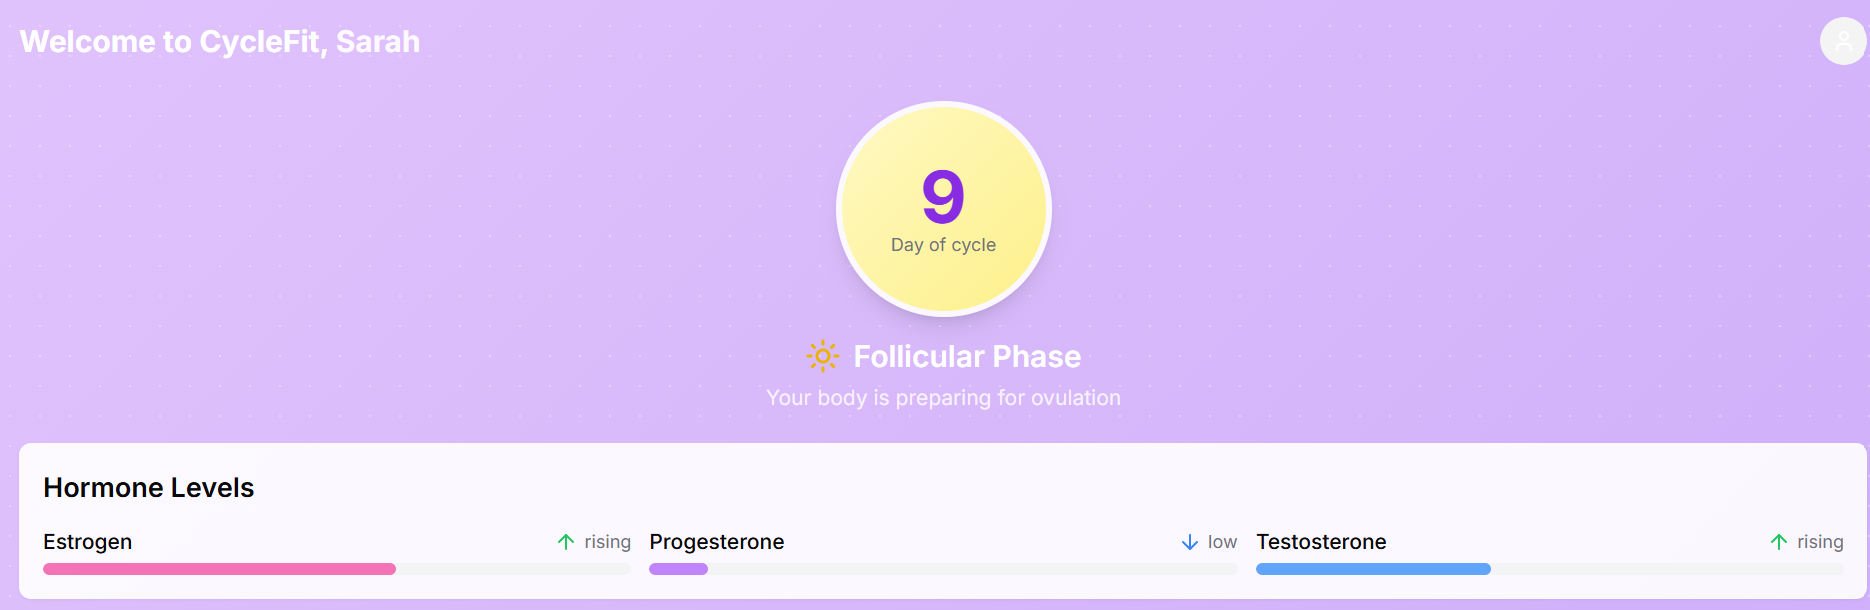 Welcome to CycleFit, Sarah
9
Day of cycle
Follicular Phase
Your body is preparing for ovulation
Hormone Levels
Estrogen rising Progesterone low Testosterone rising